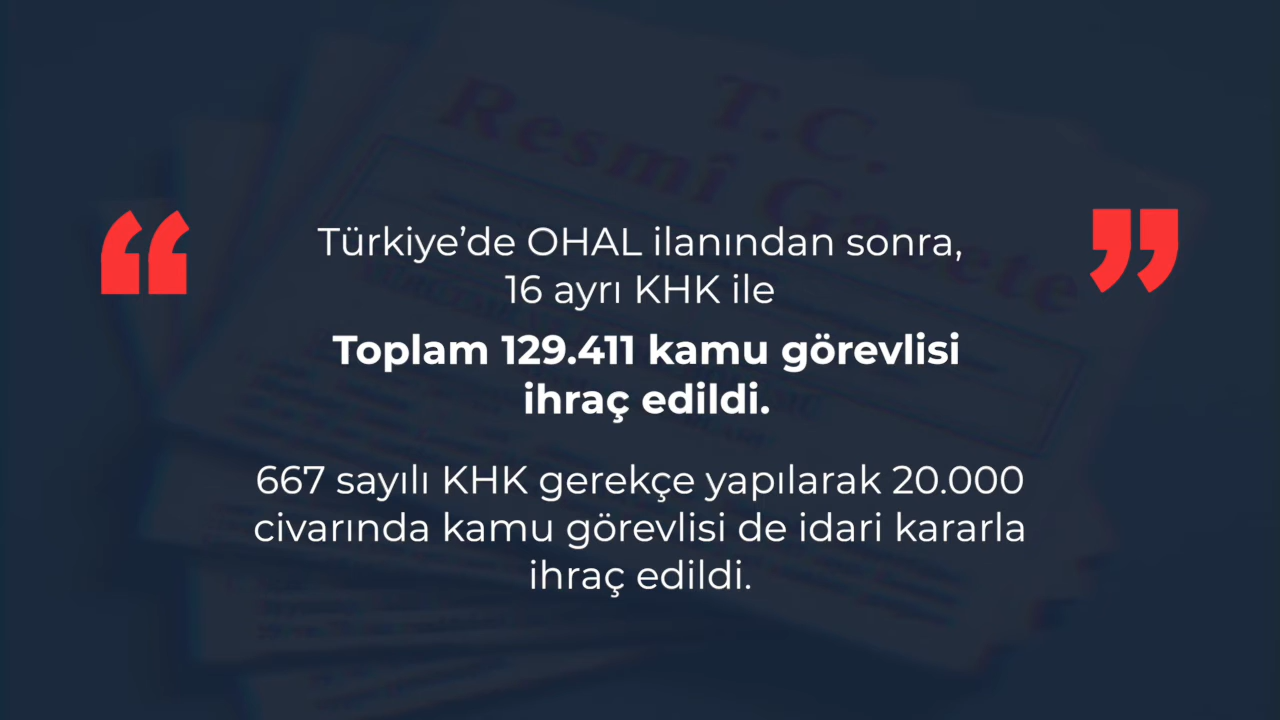 T.C.
Resmî Gazete
“
Türkiye’de OHAL ilanından sonra,
16 ayrı KHK ile
Toplam 129.411 kamu görevlisi
ihraç edildi.
667 sayılı KHK gerekçe yapılarak 20.000
civarında kamu görevlisi de idari kararla
ihraç edildi.
”